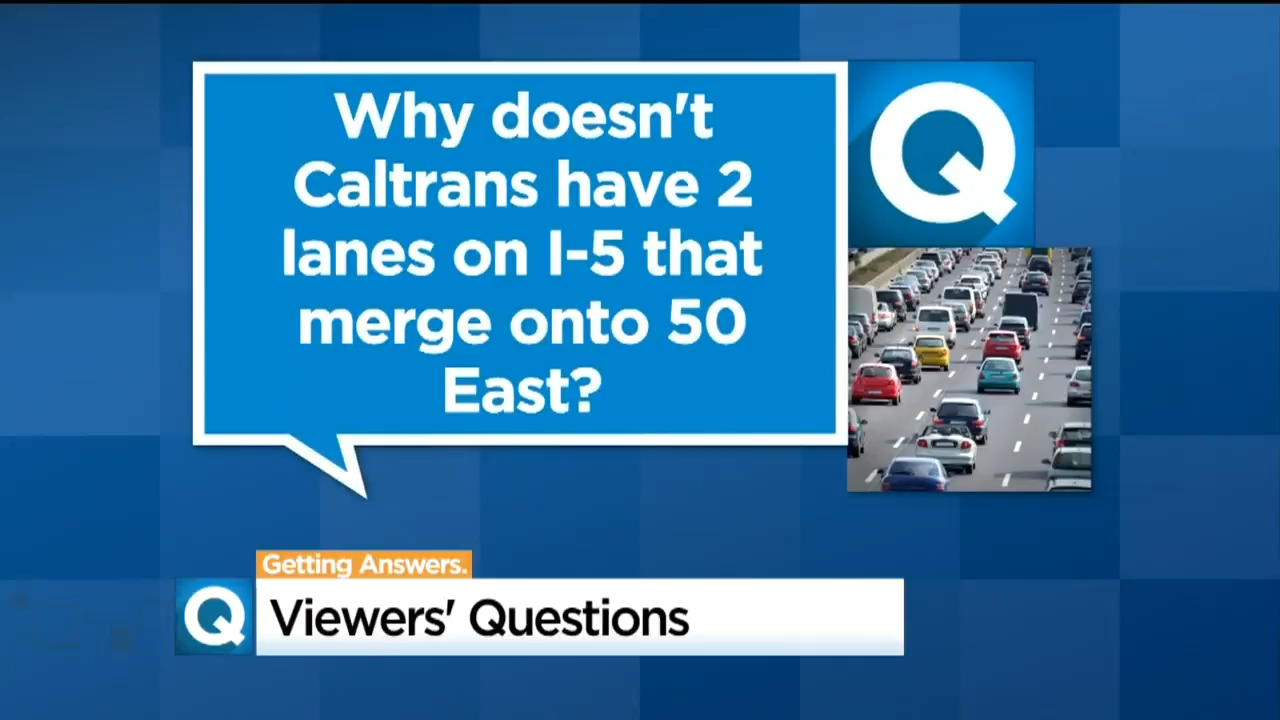 Why doesn't
Caltrans have 2
lanes on I-5 that
merge onto 50
East?
Q
Getting Answers.
Q
Viewers' Questions